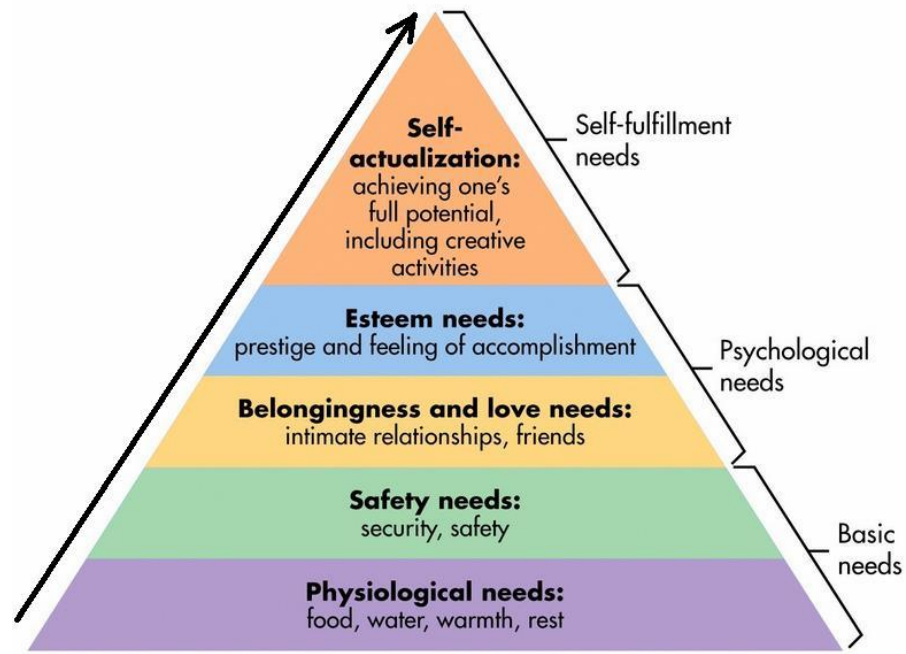 Self-
actualization:
achieving one's
full potential,
including creative
activities
Self-fulfillment
needs
Esteem needs:
prestige and feeling of accomplishment
Psychological
needs
Belongingness and love needs:
intimate relationships, friends
Safety needs:
security, safety
Basic
needs
Physiological needs:
food, water, warmth, rest